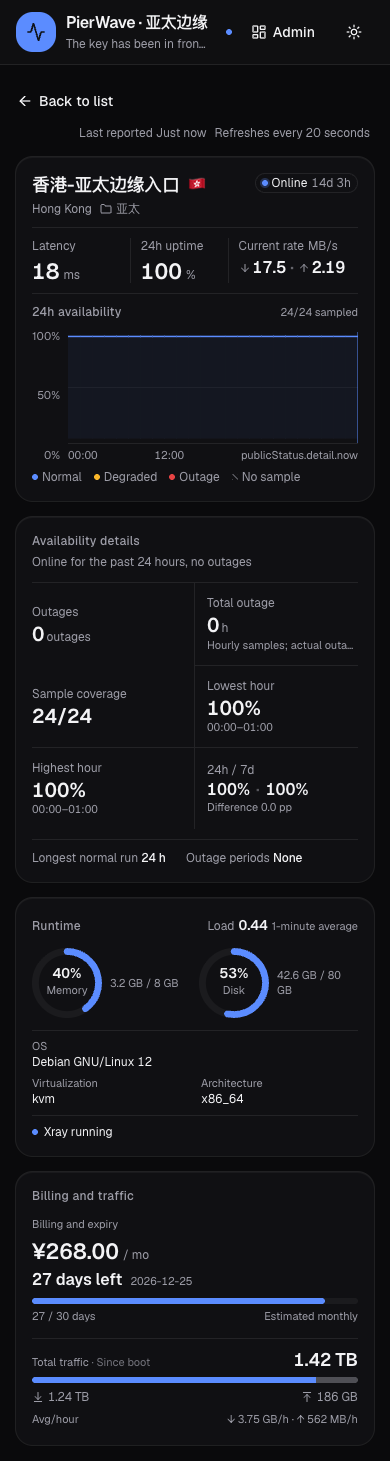 PierWave · 亚太边缘
The key has been in fron…
Admin
Back to list
Last reported Just now Refreshes every 20 seconds
香港-亚太边缘入口 🇭🇰
Online 14d 3h
Hong Kong 亚太
Latency
18 ms
24h uptime
100 %
Current rate MB/s
↓ 17.5 · ↑ 2.19
24h availability
24/24 sampled
100%
50%
0%
00:00
12:00
publicStatus.detail.now
Normal Degraded Outage No sample
Availability details
Online for the past 24 hours, no outages
Outages
0 outages
Total outage
0 h
Hourly samples; actual outa…
Sample coverage
24/24
Lowest hour
100%
00:00–01:00
Highest hour
100%
00:00–01:00
24h / 7d
100% · 100%
Difference 0.0 pp
Longest normal run 24 h Outage periods None
Runtime
Load 0.44 1-minute average
40%
Memory
3.2 GB / 8 GB
53%
Disk
42.6 GB / 80
GB
OS
Debian GNU/Linux 12
Virtualization
kvm
Architecture
x86_64
Xray running
Billing and traffic
Billing and expiry
¥268.00 / mo
27 days left 2026-12-25
27 / 30 days
Estimated monthly
Total traffic · Since boot
1.42 TB
1.24 TB
186 GB
Avg/hour
↓ 3.75 GB/h · ↑ 562 MB/h